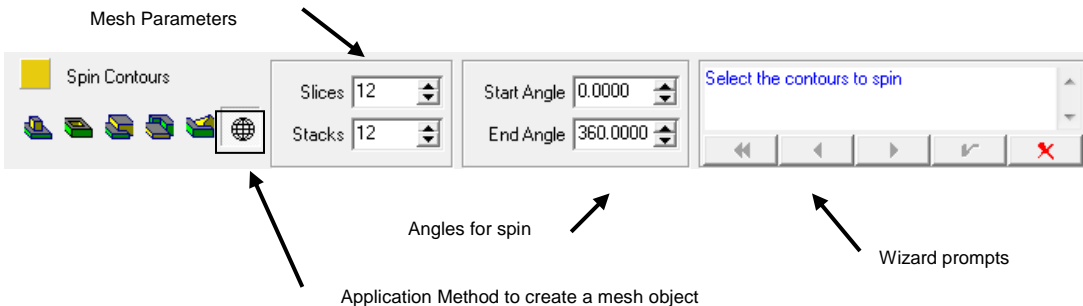 Mesh Parameters
Spin Contours
Slices 12
Stacks 12
Start Angle 0.0000
End Angle 360.0000
Select the contours to spin
Angles for spin
Wizard prompts
Application Method to create a mesh object